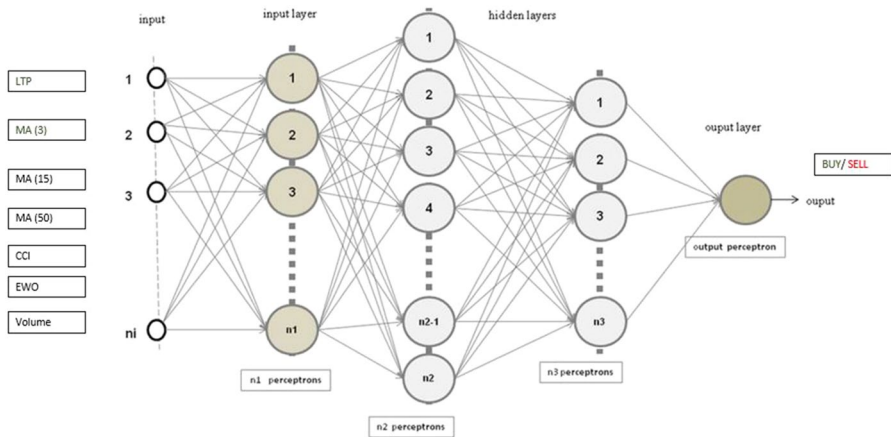 input
input layer
hidden layers
ouput layer
LTP
MA (3)
MA (15)
MA (50)
CCI
EWO
Volume
1
2
3
ni
1
2
3
n1
n1 perceptrons
1
2
3
4
n2-1
n2
n2 perceptrons
1
2
3
n3
n3 perceptrons
output perceptron
BUY/ SELL
ouput